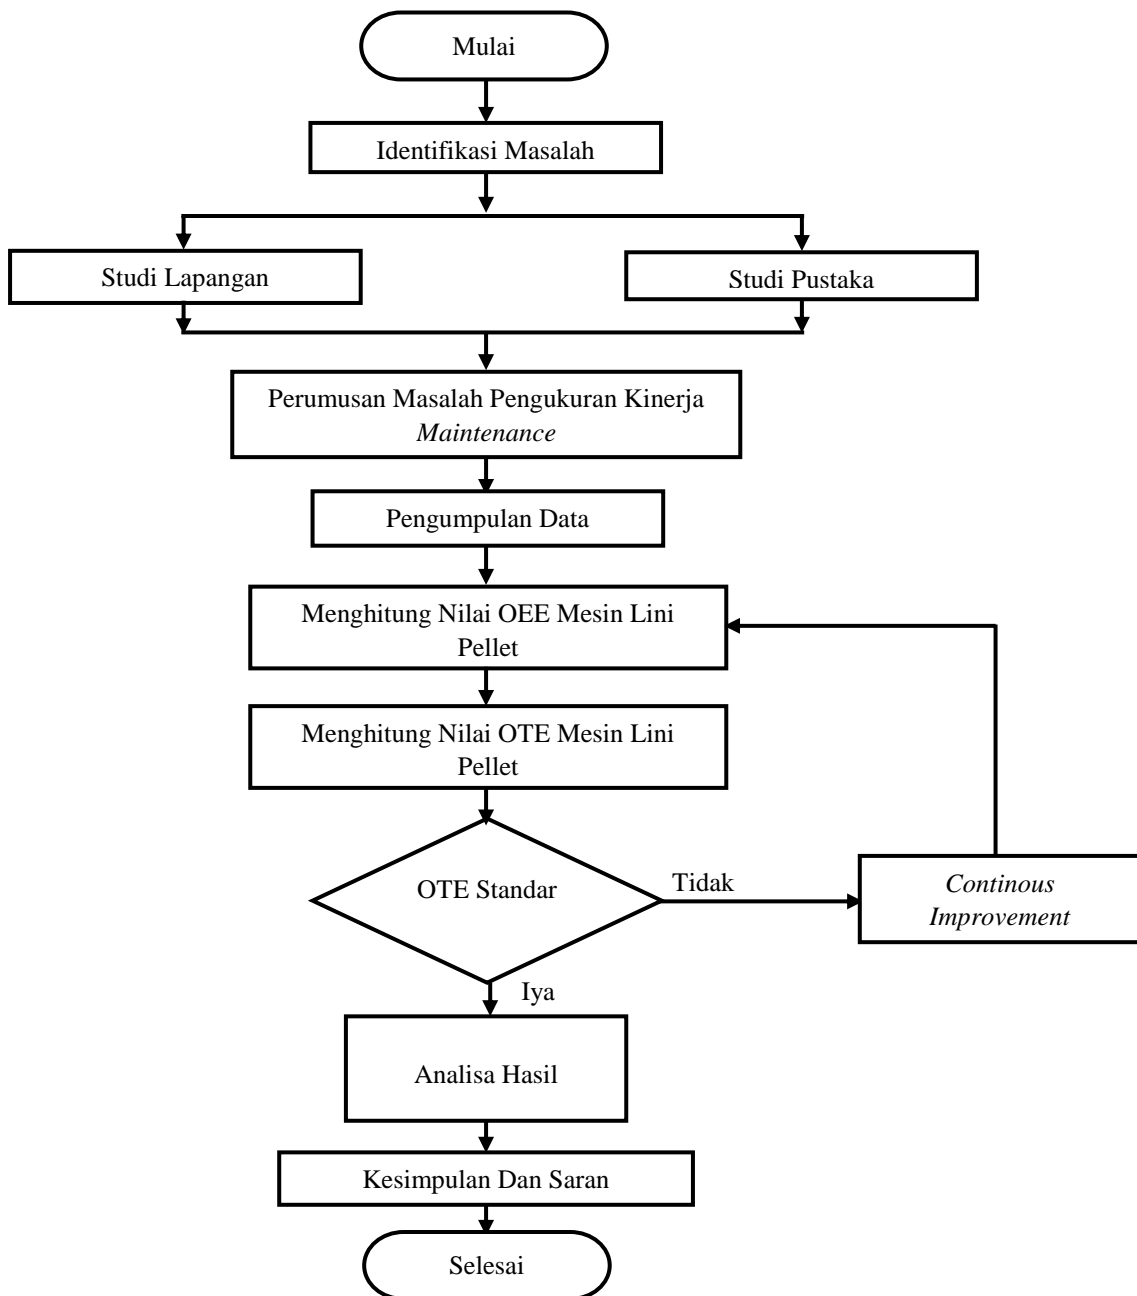 Mulai
Identifikasi Masalah
Studi Lapangan
Studi Pustaka
Perumusan Masalah Pengukuran Kinerja
Maintenance
Pengumpulan Data
Menghitung Nilai OEE Mesin Lini
Pellet
Menghitung Nilai OTE Mesin Lini
Pellet
OTE Standar
Tidak
Continous
Improvement
Iya
Analisa Hasil
Kesimpulan Dan Saran
Selesai